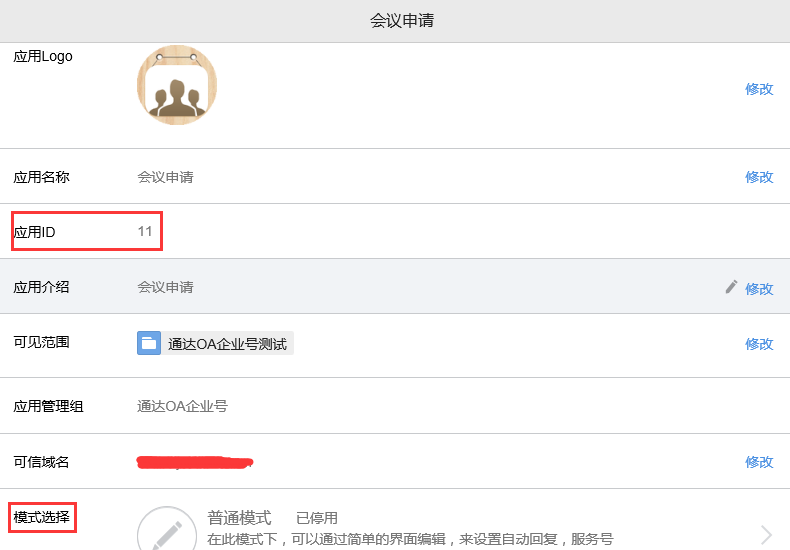 会议申请
应用Logo
修改
应用名称 会议申请 修改
应用ID 11
应用介绍 会议申请 修改
可见范围 通达OA企业号测试 修改
应用管理组 通达OA企业号
可信域名 修改
模式选择 普通模式 已停用
在此模式下，可以通过简单的界面编辑，来设置自动回复，服务号